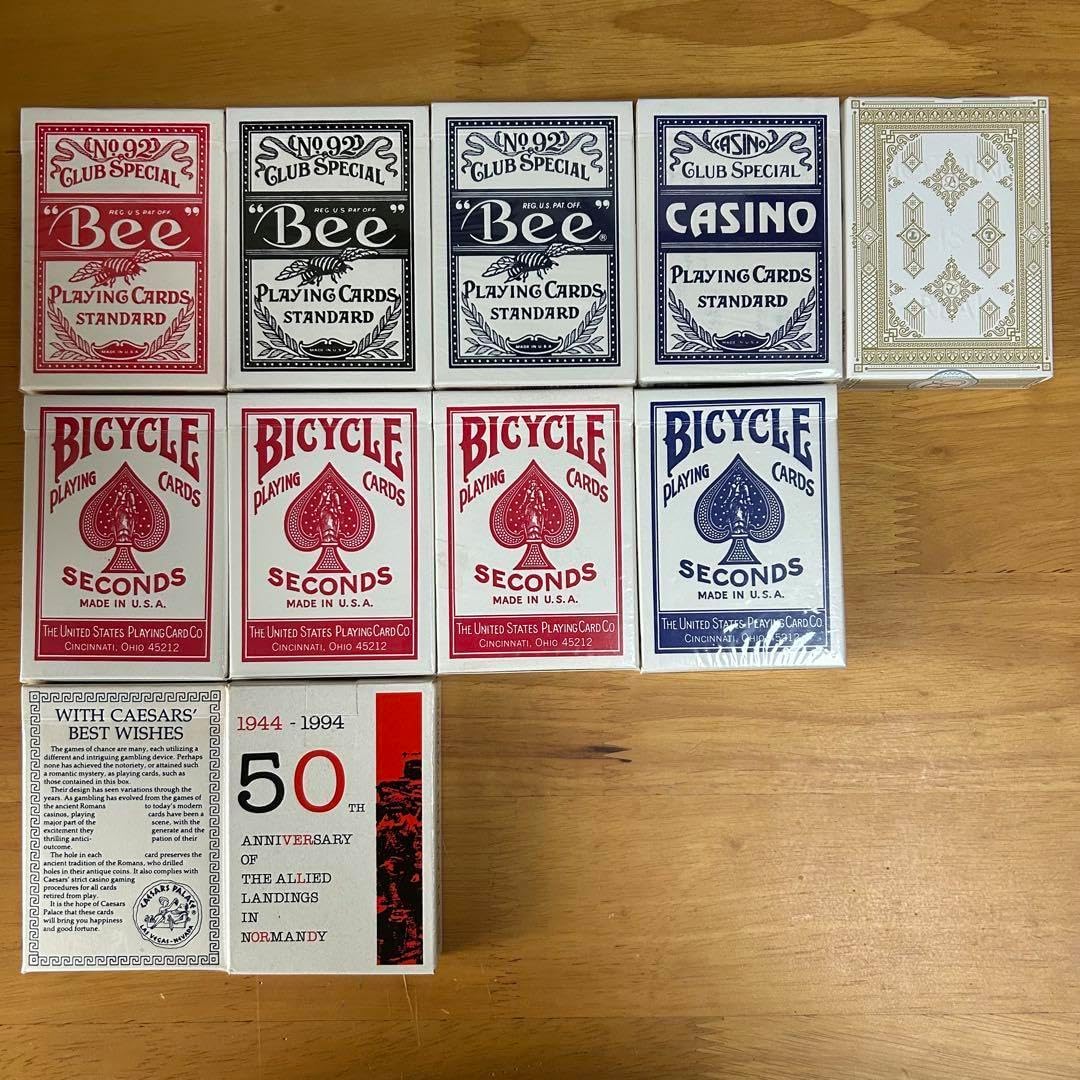 No. 92
CLUB SPECIAL
REG. U S PAT OFF.
"Bee"
PLAYING CARDS
STANDARD
MADE IN U.S.A.
No. 92
CLUB SPECIAL
REG U S PAT OFF.
"Bee"
PLAYING CARDS
STANDARD
MADE IN U.S.A.
No. 92
CLUB SPECIAL
REG. U.S. PAT. OFF.
"Bee"®
PLAYING CARDS
STANDARD
MADE IN U.S.A.
CASINO
CLUB SPECIAL
CASINO
PLAYING CARDS
STANDARD
MADE IN U.S.A.
BICYCLE
PLAYING CARDS
SECONDS
MADE IN U.S.A.
THE UNITED STATES PLAYING CARD CO.
CINCINNATI, OHIO 45212
BICYCLE
PLAYING CARDS
SECONDS
MADE IN U.S.A.
THE UNITED STATES PLAYING CARD CO.
CINCINNATI, OHIO 45212
BICYCLE
PLAYING CARDS
SECONDS
MADE IN U.S.A.
THE UNITED STATES PLAYING CARD CO.
CINCINNATI, OHIO 45212
BICYCLE
PLAYING CARDS
SECONDS
MADE IN U.S.A.
THE UNITED STATES PLAYING CARD CO.
CINCINNATI, OHIO 45212
WITH CAESARS'
BEST WISHES
The games of chance are many, each utilizing a
different and intriguing gambling device. Perhaps
none has achieved the notoriety, or attained such
a romantic mystery, as playing cards, such as
those contained in this box.
Their design has seen variations through the
years. As gambling has evolved from the games of
the ancient Romans to today's modern
casinos, playing cards have been a
major part of the scene, with the
excitement they generate and the
thrilling antici- pation of their
outcome.
The hole in each card preserves the
ancient tradition of the Romans, who drilled
holes in their antique coins. It also complies with
Caesars' strict casino gaming
procedures for all cards
retired from play.
It is the hope of Caesars
Palace that these cards
will bring you happiness
and good fortune.
CAESARS PALACE®
LAS VEGAS • NEVADA
1944 - 1994
50TH
ANNIVERSARY
OF
THE ALLIED
LANDINGS
IN
NORMANDY